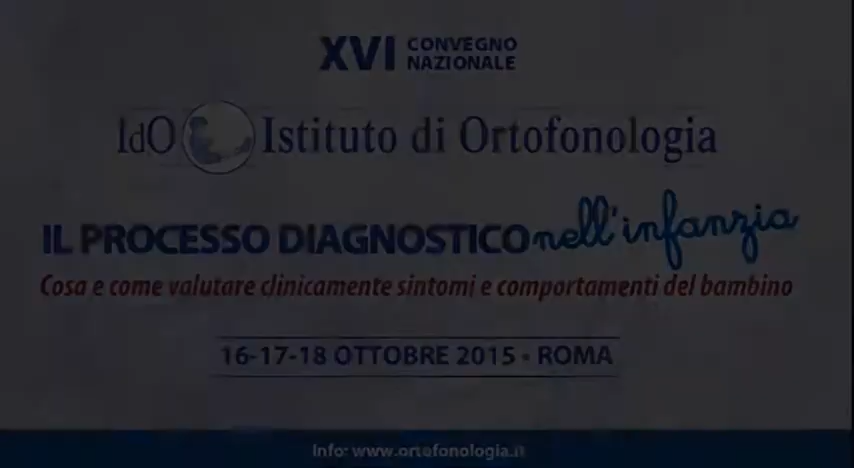 XVI CONVEGNO NAZIONALE
IdO Istituto di Ortofonologia
IL PROCESSO DIAGNOSTICO nell'infanzia
Cosa e come valutare clinicamente sintomi e comportamenti del bambino
16-17-18 OTTOBRE 2015 - ROMA
Info: www.ortofonologia.it